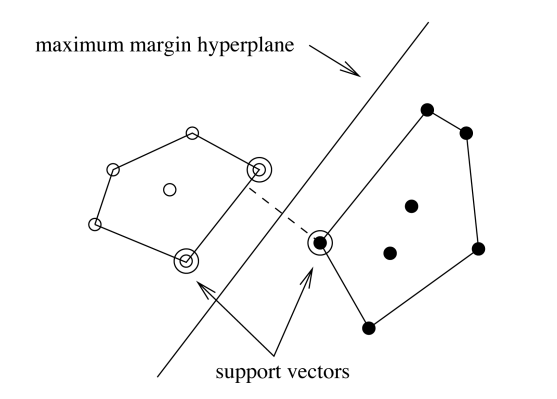 maximum margin hyperplane
support vectors